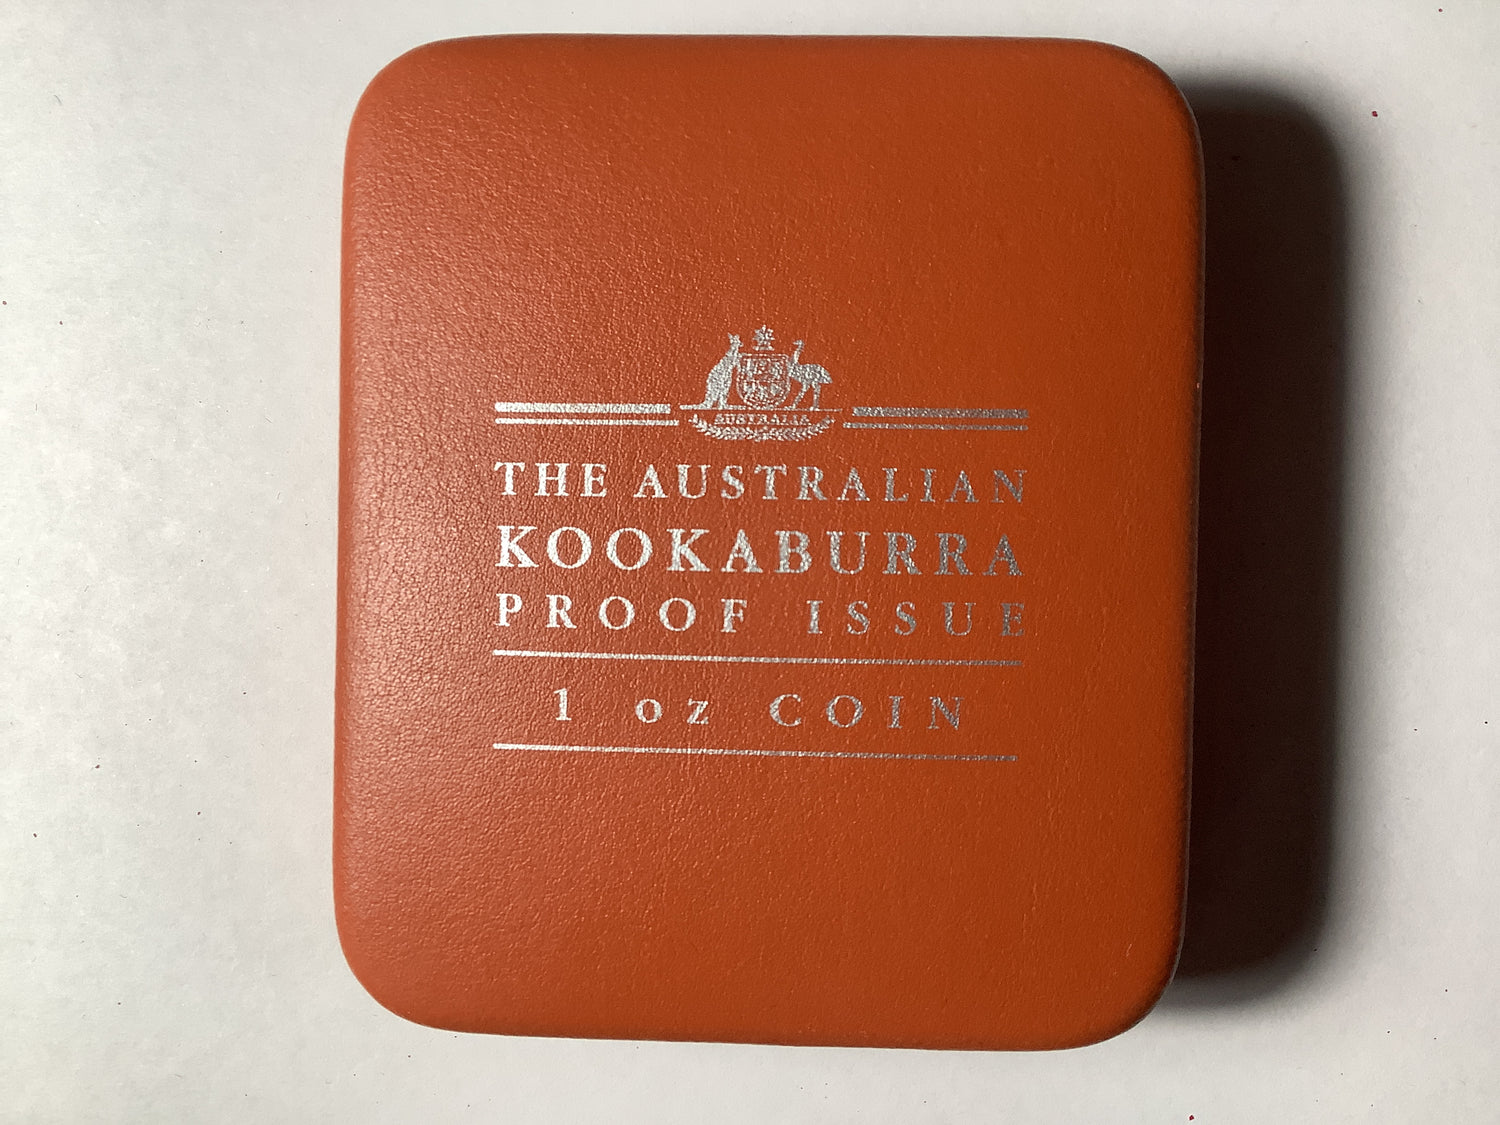 AUSTRALIA
THE AUSTRALIAN
KOOKABURRA
PROOF ISSUE
1 oz COIN